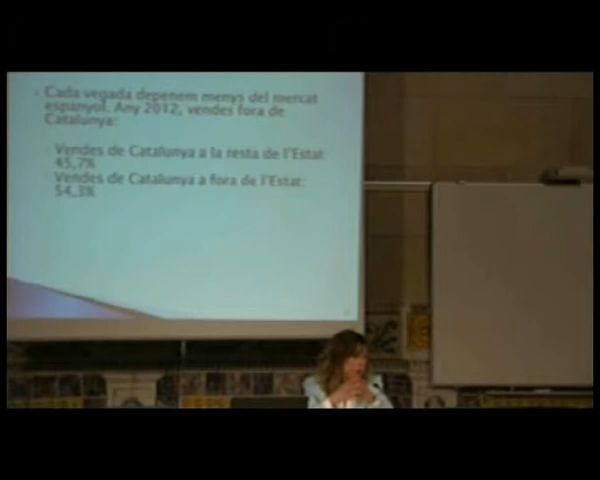 Cada vegada depenem menys del mercat
espanyol. Any 2012, vendes fora de
Catalunya:
Vendes de Catalunya a la resta de l'Estat:
45,7%
Vendes de Catalunya a fora de l'Estat:
54,3%